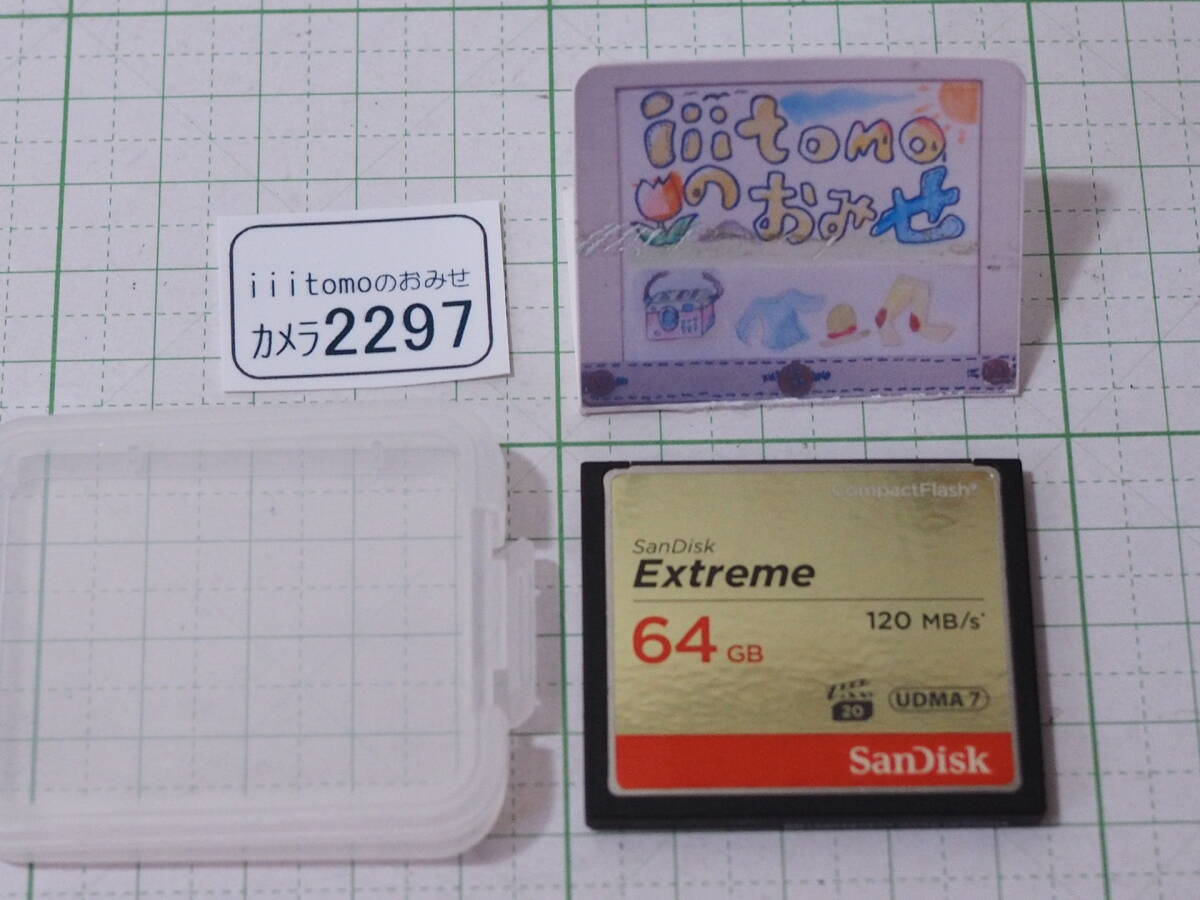 iiitomo
のおみせ
iiitomoのおみせ
カメラ2297
CompactFlash®
SanDisk
Extreme
120 MB/s*
64 GB
20
UDMA 7
SanDisk